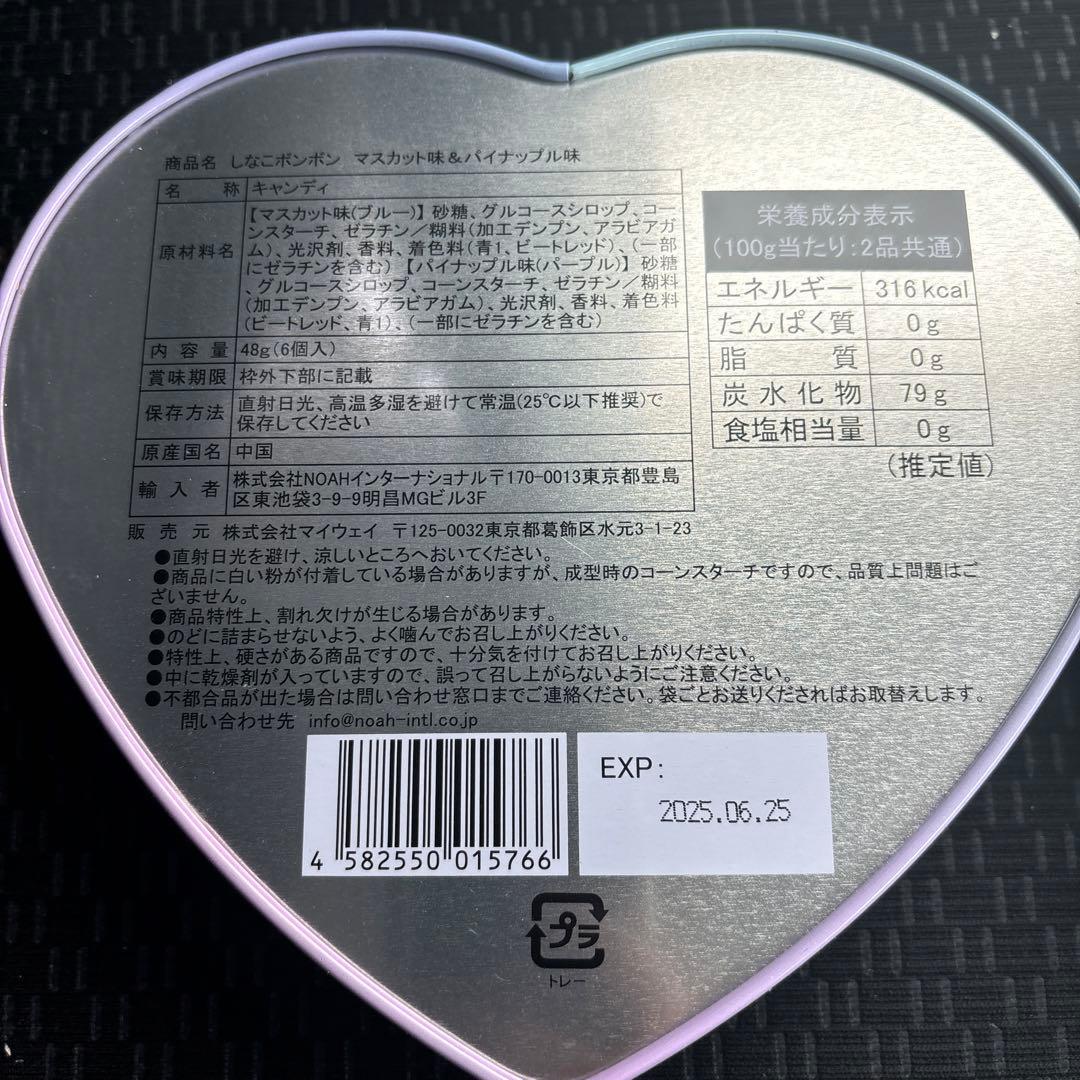 商品名 しなこボンボン マスカット味&パイナップル味
名 称 キャンディ
原材料名 【マスカット味(ブルー)】砂糖、グルコースシロップ、コー
ンスターチ、ゼラチン/糊料(加工デンプン、アラビアガ
ム)、光沢剤、香料、着色料(青1、ビートレッド)、(一部
にゼラチンを含む)【パイナップル味(パープル)】砂糖
、グルコースシロップ、コーンスターチ、ゼラチン/糊料
(加工デンプン、アラビアガム)、光沢剤、香料、着色料
(ビートレッド、青1)、(一部にゼラチンを含む)
内容量 48g(6個入)
賞味期限 枠外下部に記載
保存方法 直射日光、高温多湿を避けて常温(25℃以下推奨)で
保存してください
原産国名 中国
輸入者 株式会社NOAHインターナショナル〒170-0013東京都豊島
区東池袋3-9-9明昌MGビル3F
販売元 株式会社マイウェイ 〒125-0032東京都葛飾区水元3-1-23
栄養成分表示
(100g当たり:2品共通)
エネルギー 316kcal
たんぱく質 0g
脂質 0g
炭水化物 79g
食塩相当量 0g
(推定値)
●直射日光を避け、涼しいところへおいてください。
●商品に白い粉が付着している場合がありますが、成型時のコーンスターチですので、品質上問題はご
ざいません。
●商品特性上、割れ欠けが生じる場合があります。
●のどに詰まらせないよう、よく噛んでお召し上がりください。
●特性上、硬さがある商品ですので、十分気を付けてお召し上がりください。
●中に乾燥剤が入っていますので、誤って召し上がらないようにご注意ください。
●不都合品が出た場合は問い合わせ窓口までご連絡ください。袋ごとお送りくださればお取替えします。
問い合わせ先 info@noah-intl.co.jp
4 582550 015766
EXP:
2025.06.25
プラ
トレー